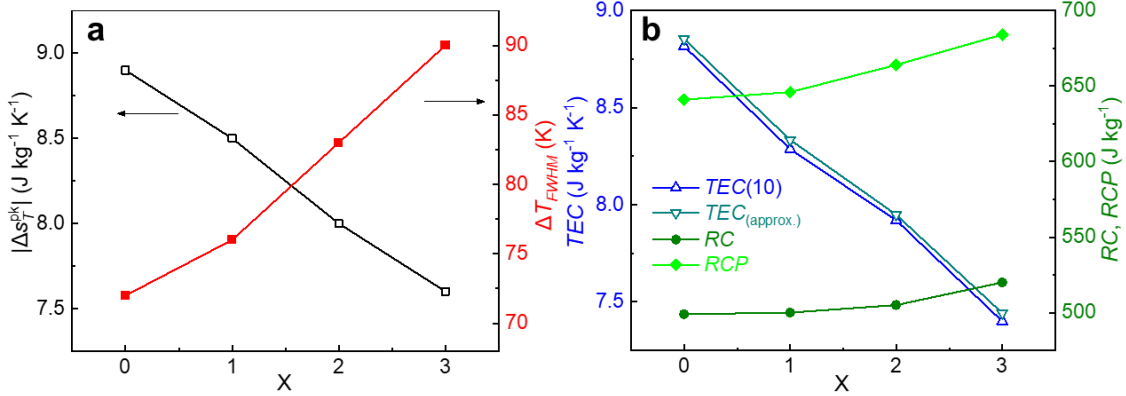 a
|Δs_T^pk| (J kg⁻¹ K⁻¹)
9.0
8.5
8.0
7.5
0 1 2 3
X
90
85
80
75
70
ΔT_FWHM (K)
b
TEC (J kg⁻¹ K⁻¹)
9.0
8.5
8.0
7.5
TEC(10)
TEC(approx.)
RC
RCP
0 1 2 3
X
700
650
600
550
500
RC, RCP (J kg⁻¹)